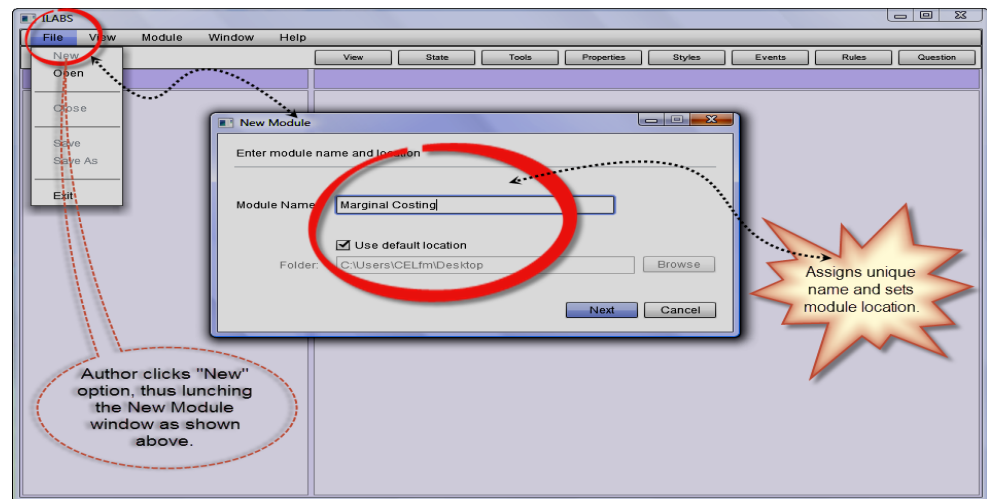 ILABS
File View Module Window Help
View State Tools Properties Styles Events Rules Question
New
Open
Close
Save
Save As
Exit
New Module
Enter module name and location
Module Name: Marginal Costing
Use default location
Folder: C:\Users\CELfm\Desktop Browse
Next Cancel
Assigns unique
name and sets
module location.
Author clicks "New"
option, thus lunching
the New Module
window as shown
above.